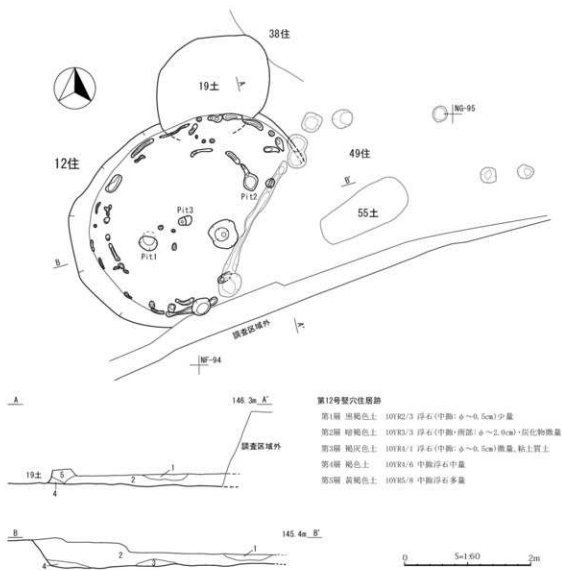 38住
19土
A
NG-95
12住
49住
B'
Pit2
55土
Pit3
Pit1
B
調査区域外
A'
NF-94
A
146.3m A'
調査区域外
19土
5
1
2
4
B
145.4m B'
1
2
3
4
第12号竪穴住居跡
第1層 黒褐色土 10YR2/3 浮石(中掫:φ～0.5cm)少量
第2層 暗褐色土 10YR3/3 浮石(中掫・南部:φ～2.0cm)・炭化物微量
第3層 褐灰色土 10YR4/1 浮石(中掫:φ～0.5cm)微量,粘土質土
第4層 褐色土 10YR4/6 中掫浮石中量
第5層 黄褐色土 10YR5/8 中掫浮石多量
0 S=1:60 2m